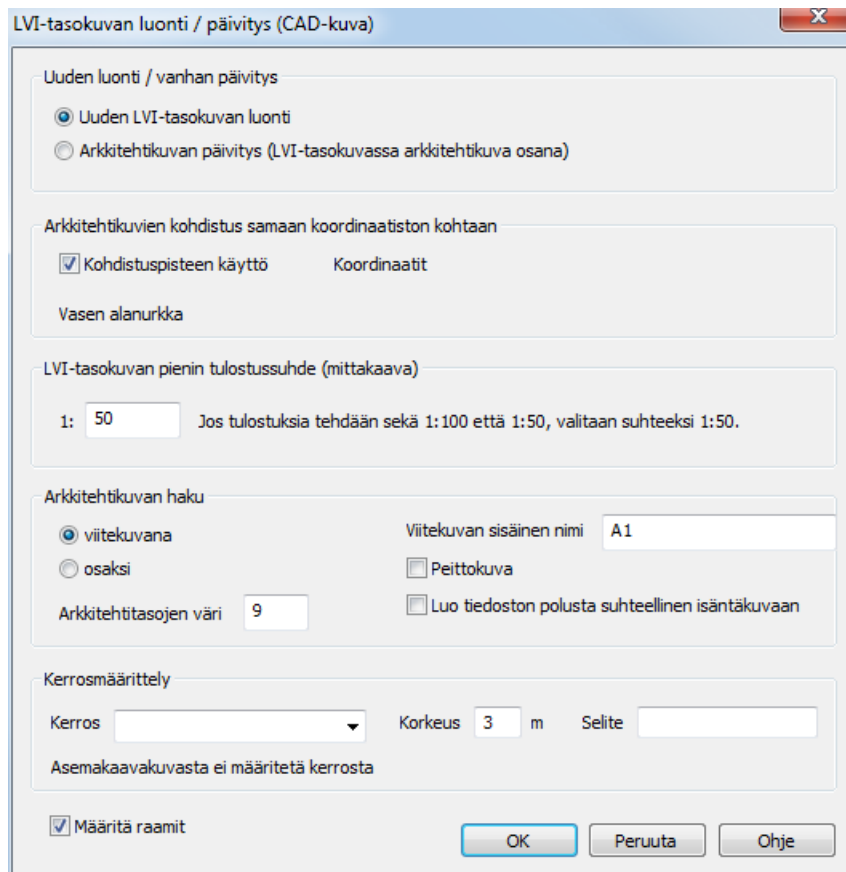 LVI-tasokuvan luonti / päivitys (CAD-kuva)
Uuden luonti / vanhan päivitys
Uuden LVI-tasokuvan luonti
Arkkitehtikuvan päivitys (LVI-tasokuvassa arkkitehtikuva osana)
Arkkitehtikuvien kohdistus samaan koordinaatiston kohtaan
Kohdistuspisteen käyttö Koordinaatit
Vasen alanurkka
LVI-tasokuvan pienin tulostussuhde (mittakaava)
1: 50 Jos tulostuksia tehdään sekä 1:100 että 1:50, valitaan suhteeksi 1:50.
Arkkitehtikuvan haku
viitekuvana Viitekuvan sisäinen nimi A1
osaksi Peittokuva
Arkkitehtitasojen väri 9 Luo tiedoston polusta suhteellinen isäntäkuvaan
Kerrosmäärittely
Kerros Korkeus 3 m Selite
Asemakaavakuvasta ei määritetä kerrosta
Määritä raamit
OK Peruuta Ohje